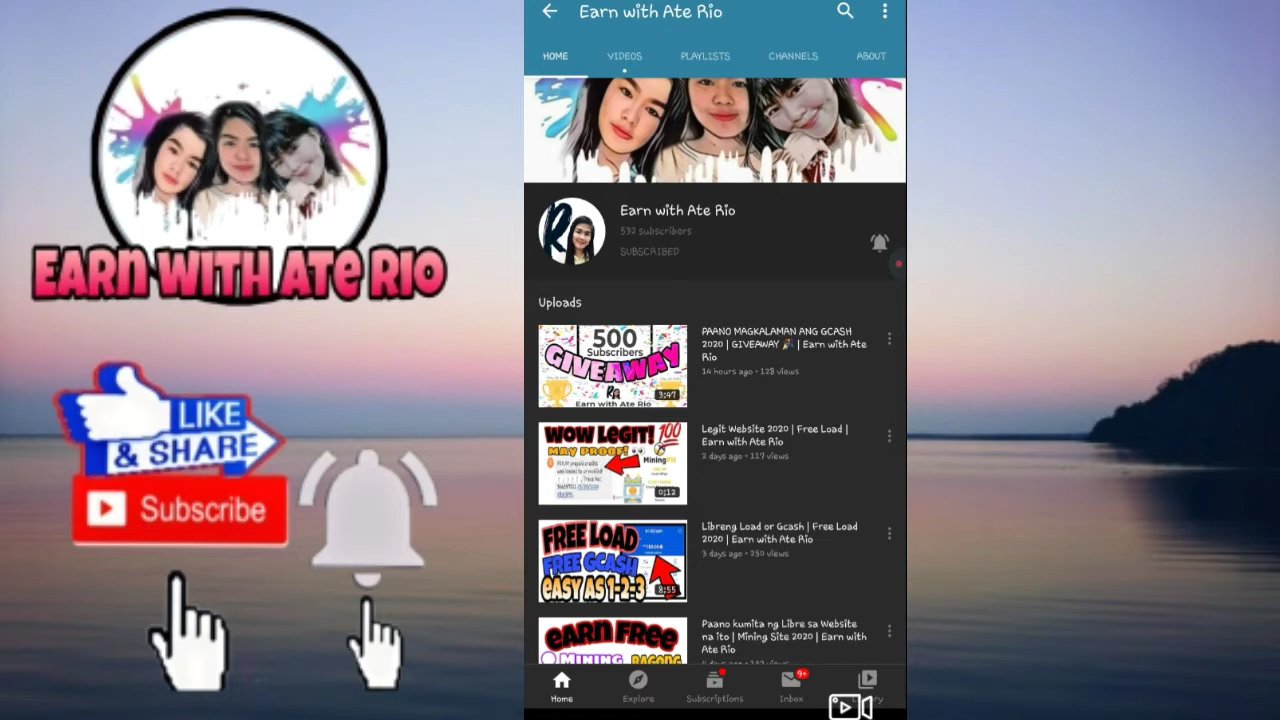 EARN WITH ATE RIO
LIKE
& SHARE
Subscribe
Earn with Ate Rio
HOME VIDEOS PLAYLISTS CHANNELS ABOUT
Earn with Ate Rio
532 subscribers
SUBSCRIBED
Uploads
500
Subscribers
GIVEAWAY
Earn with Ate Rio
3:47
PAANO MAGKALAMAN ANG GCASH
2020 | GIVEAWAY 🎉 | Earn with Ate
Rio
14 hours ago • 128 views
WOW LEGIT! 100
MAY PROOF!
MiningPH
0:12
Legit Website 2020 | Free Load |
Earn with Ate Rio
2 days ago • 117 views
FREE LOAD
FREE GCASH
EASY AS 1-2-3
8:55
Libreng Load or Gcash | Free Load
2020 | Earn with Ate Rio
3 days ago • 250 views
EARN FREE
MINING BAGONG
Paano kumita ng Libre sa Website
na ito | Mining Site 2020 | Earn with
Ate Rio
9+
Home Explore Subscriptions Inbox